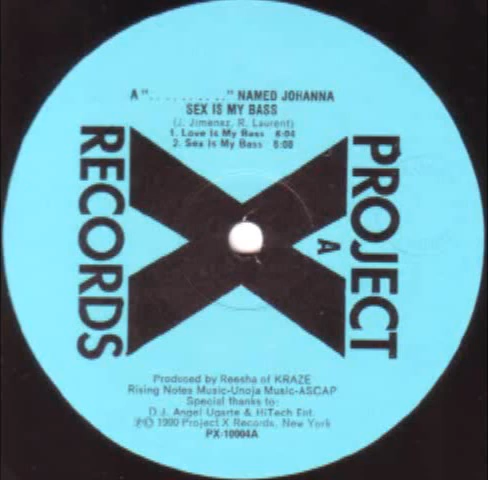 A ". . . . . . . . . ." NAMED JOHANNA
SEX IS MY BASS
(J. Jimenez, R. Laurent)
1. Love Is My Bass 6:04
2. Sex Is My Bass 6:08
PROJECT
X
RECORDS
A
Produced by Reesha of KRAZE
Rising Notes Music-Unoja Music-ASCAP
Special thanks to:
D.J. Angel Ugarte & HiTech Ent.
℗© 1990 Project X Records, New York
PX-10004A